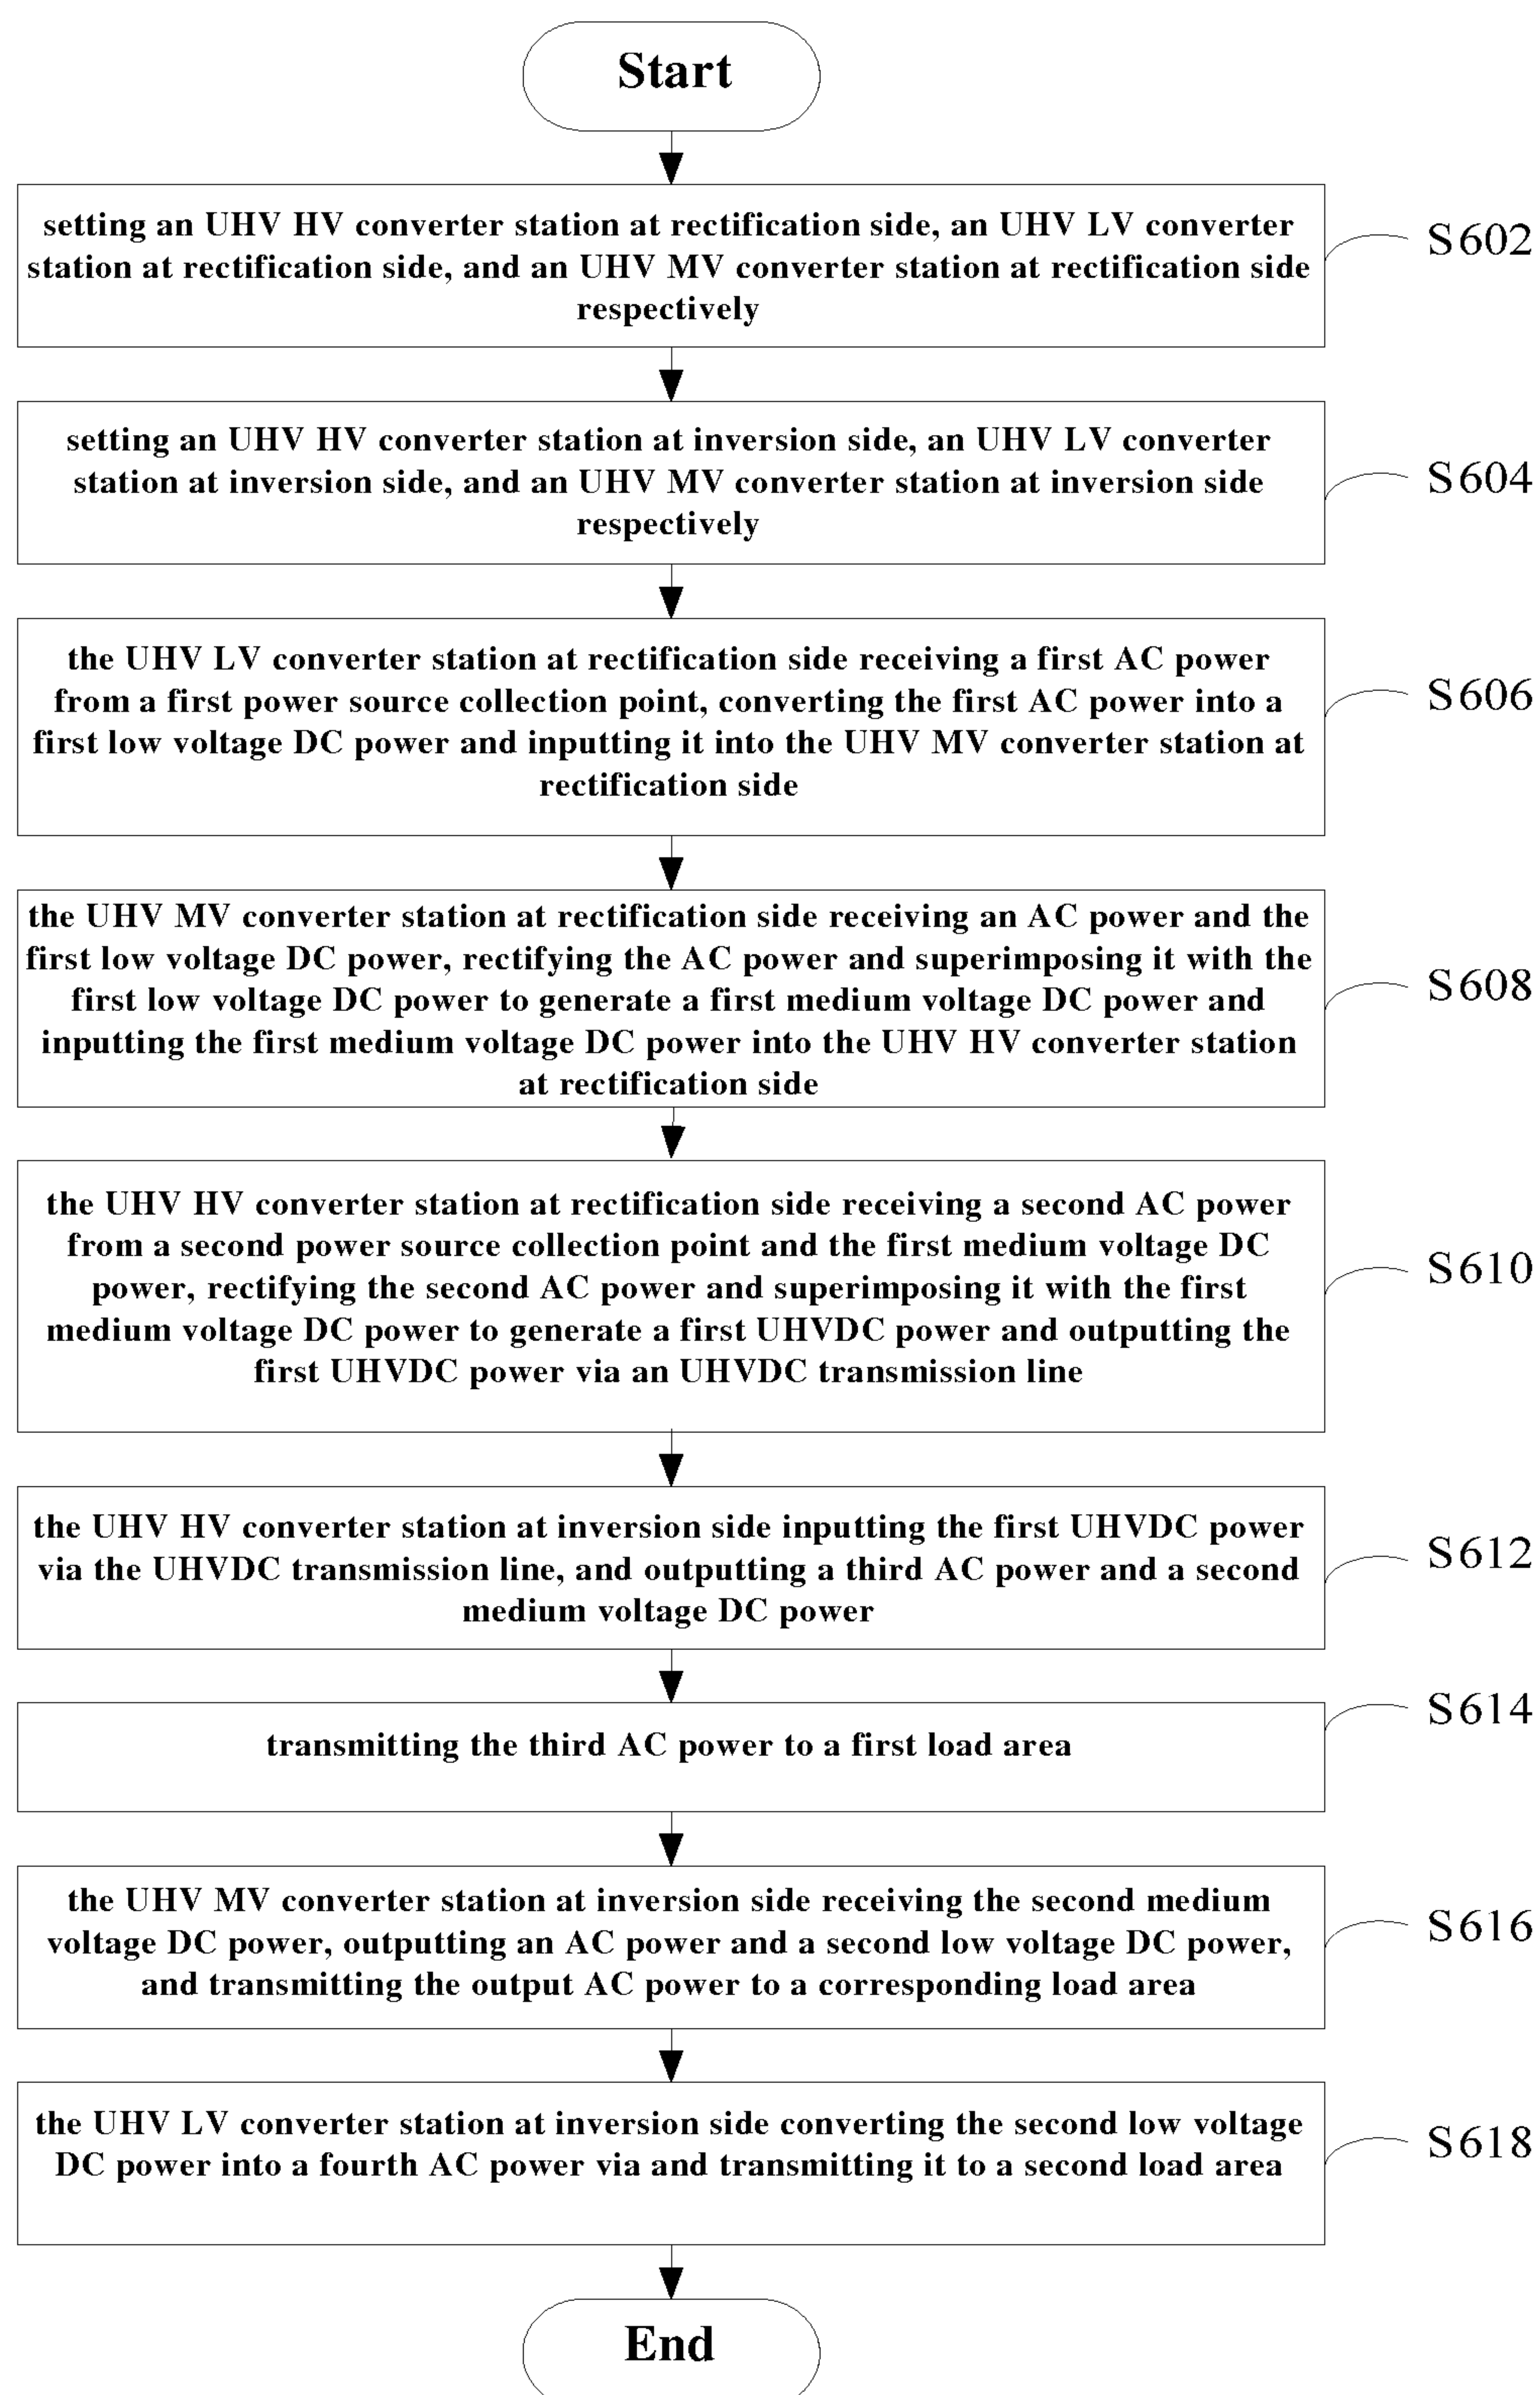 Start
setting an UHV HV converter station at rectification side, an UHV LV converter
station at rectification side, and an UHV MV converter station at rectification side
respectively
S602
setting an UHV HV converter station at inversion side, an UHV LV converter
station at inversion side, and an UHV MV converter station at inversion side
respectively
S604
the UHV LV converter station at rectification side receiving a first AC power
from a first power source collection point, converting the first AC power into a
first low voltage DC power and inputting it into the UHV MV converter station at
rectification side
S606
the UHV MV converter station at rectification side receiving an AC power and the
first low voltage DC power, rectifying the AC power and superimposing it with the
first low voltage DC power to generate a first medium voltage DC power and
inputting the first medium voltage DC power into the UHV HV converter station
at rectification side
S608
the UHV HV converter station at rectification side receiving a second AC power
from a second power source collection point and the first medium voltage DC
power, rectifying the second AC power and superimposing it with the first
medium voltage DC power to generate a first UHVDC power and outputting the
first UHVDC power via an UHVDC transmission line
S610
the UHV HV converter station at inversion side inputting the first UHVDC power
via the UHVDC transmission line, and outputting a third AC power and a second
medium voltage DC power
S612
transmitting the third AC power to a first load area
S614
the UHV MV converter station at inversion side receiving the second medium
voltage DC power, outputting an AC power and a second low voltage DC power,
and transmitting the output AC power to a corresponding load area
S616
the UHV LV converter station at inversion side converting the second low voltage
DC power into a fourth AC power via and transmitting it to a second load area
S618
End